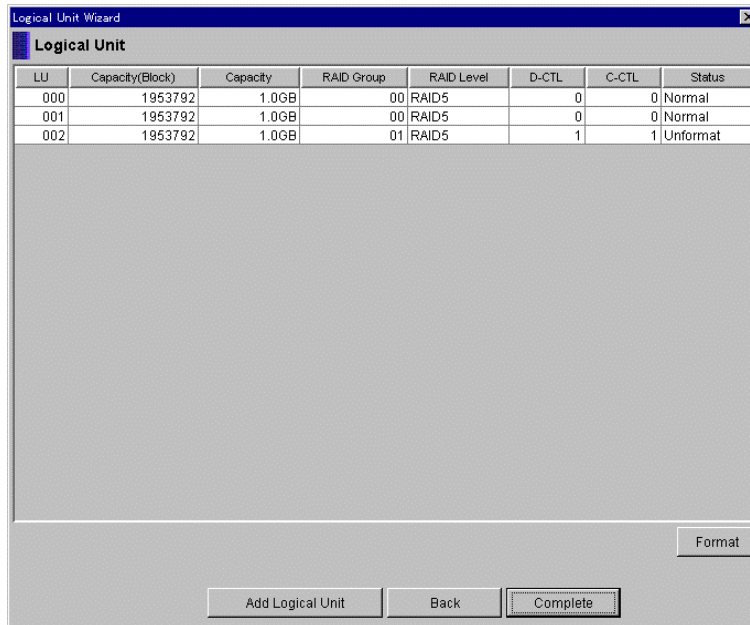 Logical Unit Wizard
Logical Unit
LU Capacity(Block) Capacity RAID Group RAID Level D-CTL C-CTL Status
000 1953792 1.0GB 00 RAID5 0 0 Normal
001 1953792 1.0GB 00 RAID5 0 0 Normal
002 1953792 1.0GB 01 RAID5 1 1 Unformat
Format
Add Logical Unit Back Complete